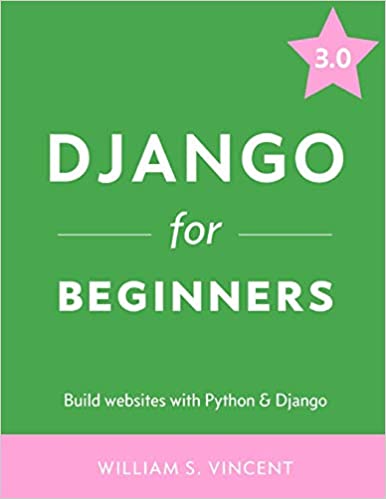 3.0
DJANGO
for
BEGINNERS
Build websites with Python & Django
WILLIAM S. VINCENT